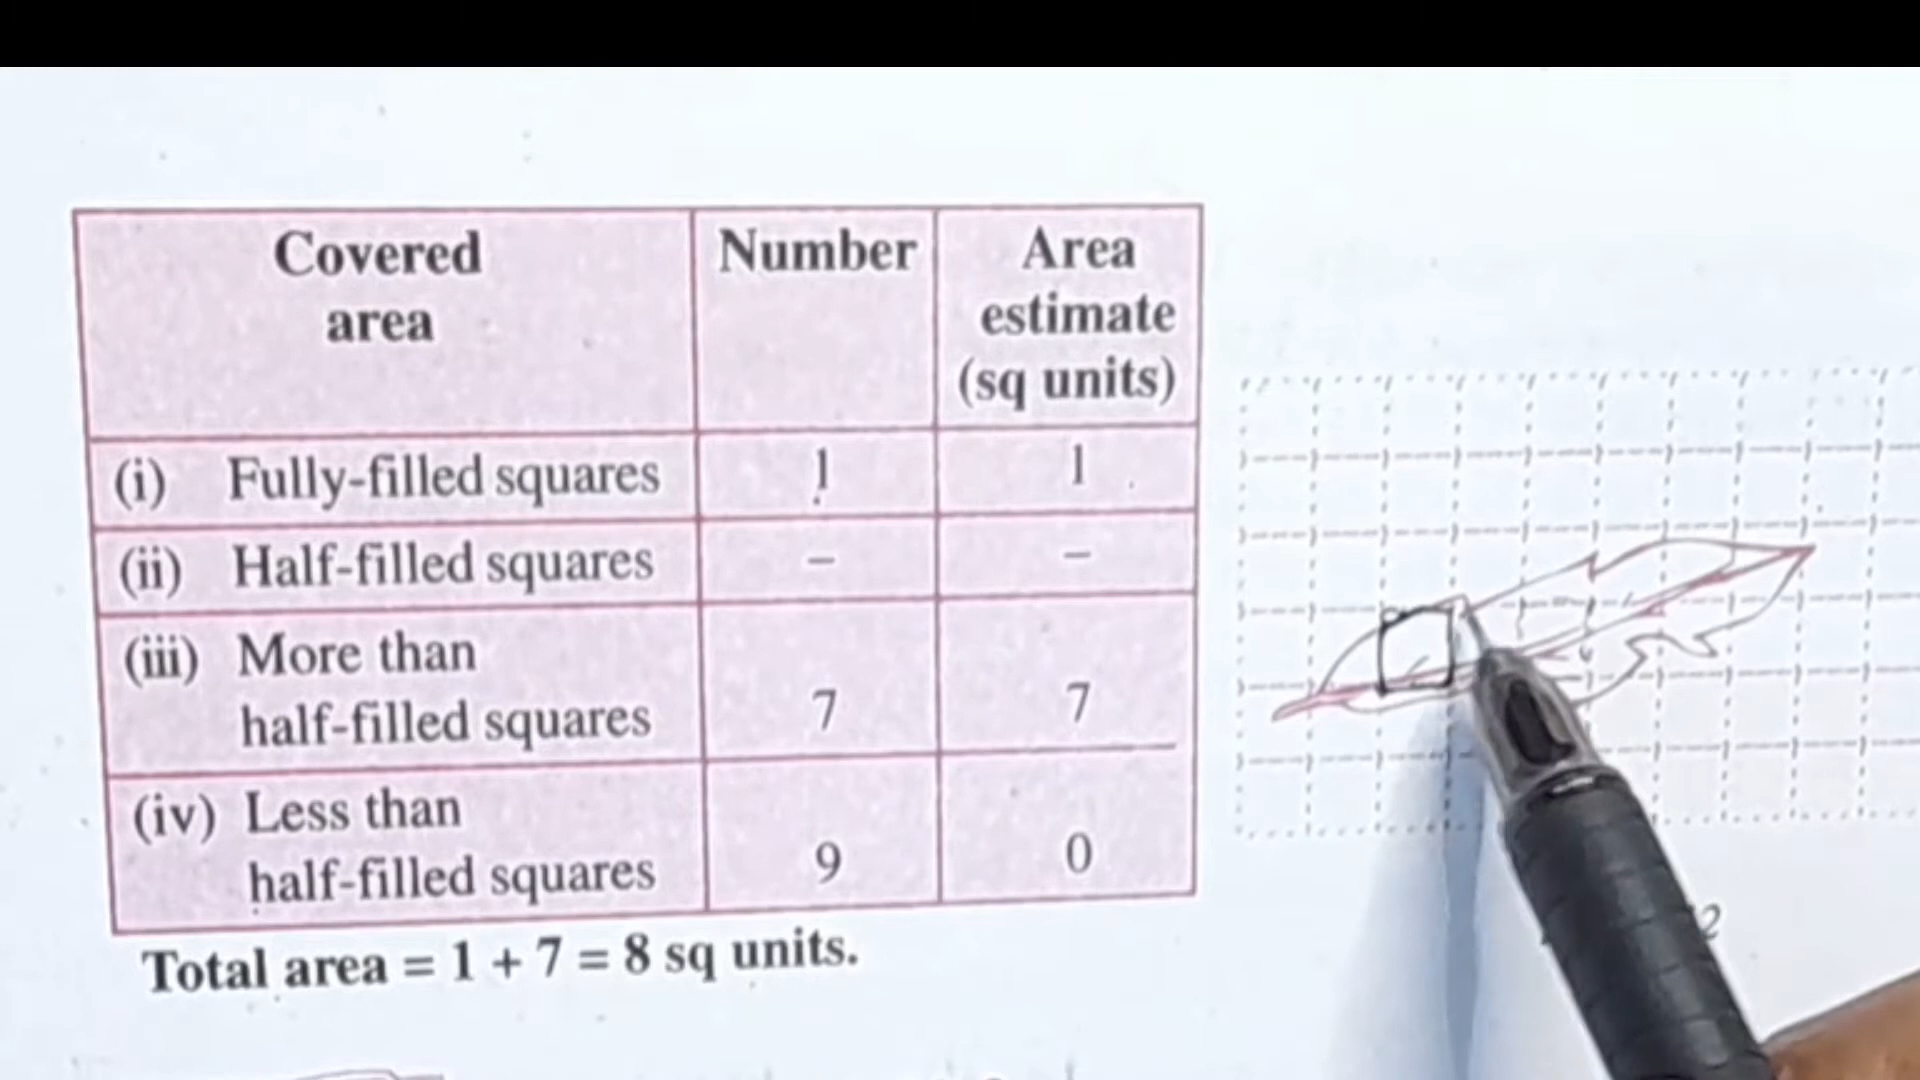 Covered area
Number
Area estimate (sq units)
(i) Fully-filled squares 1 1
(ii) Half-filled squares – –
(iii) More than
half-filled squares 7 7
(iv) Less than
half-filled squares 9 0
Total area = 1 + 7 = 8 sq units.
2